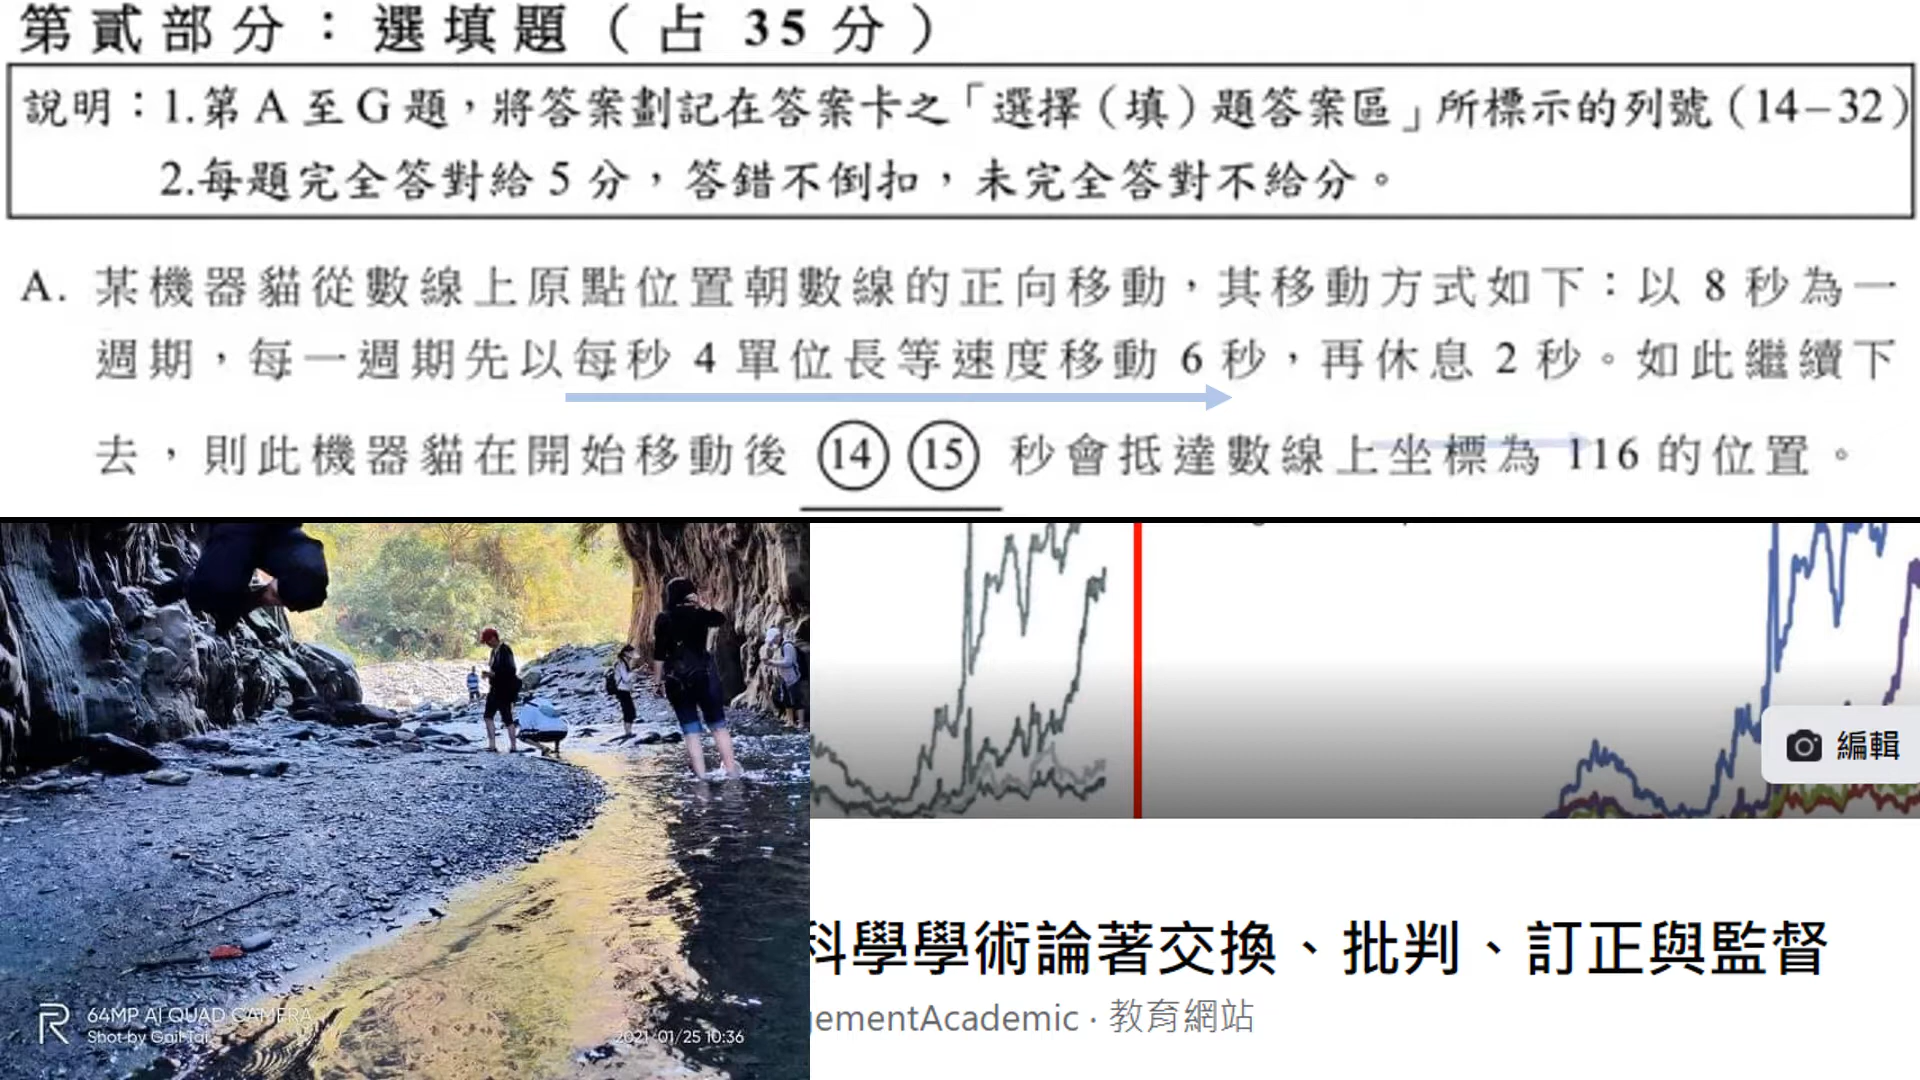 第貳部分：選填題（占 35 分）
說明：1.第 A 至 G 題，將答案劃記在答案卡之「選擇（填）題答案區」所標示的列號（14－32）
2.每題完全答對給 5 分，答錯不倒扣，未完全答對不給分。
A. 某機器貓從數線上原點位置朝數線的正向移動，其移動方式如下：以 8 秒為一
週期，每一週期先以每秒 4 單位長等速度移動 6 秒，再休息 2 秒。如此繼續下
去，則此機器貓在開始移動後 ⑭ ⑮ 秒會抵達數線上坐標為 116 的位置。
編輯
科學學術論著交換、批判、訂正與監督
ementAcademic · 教育網站
64MP AI QUAD CAMERA
Shot by Gail Tai
2021/01/25 10:36